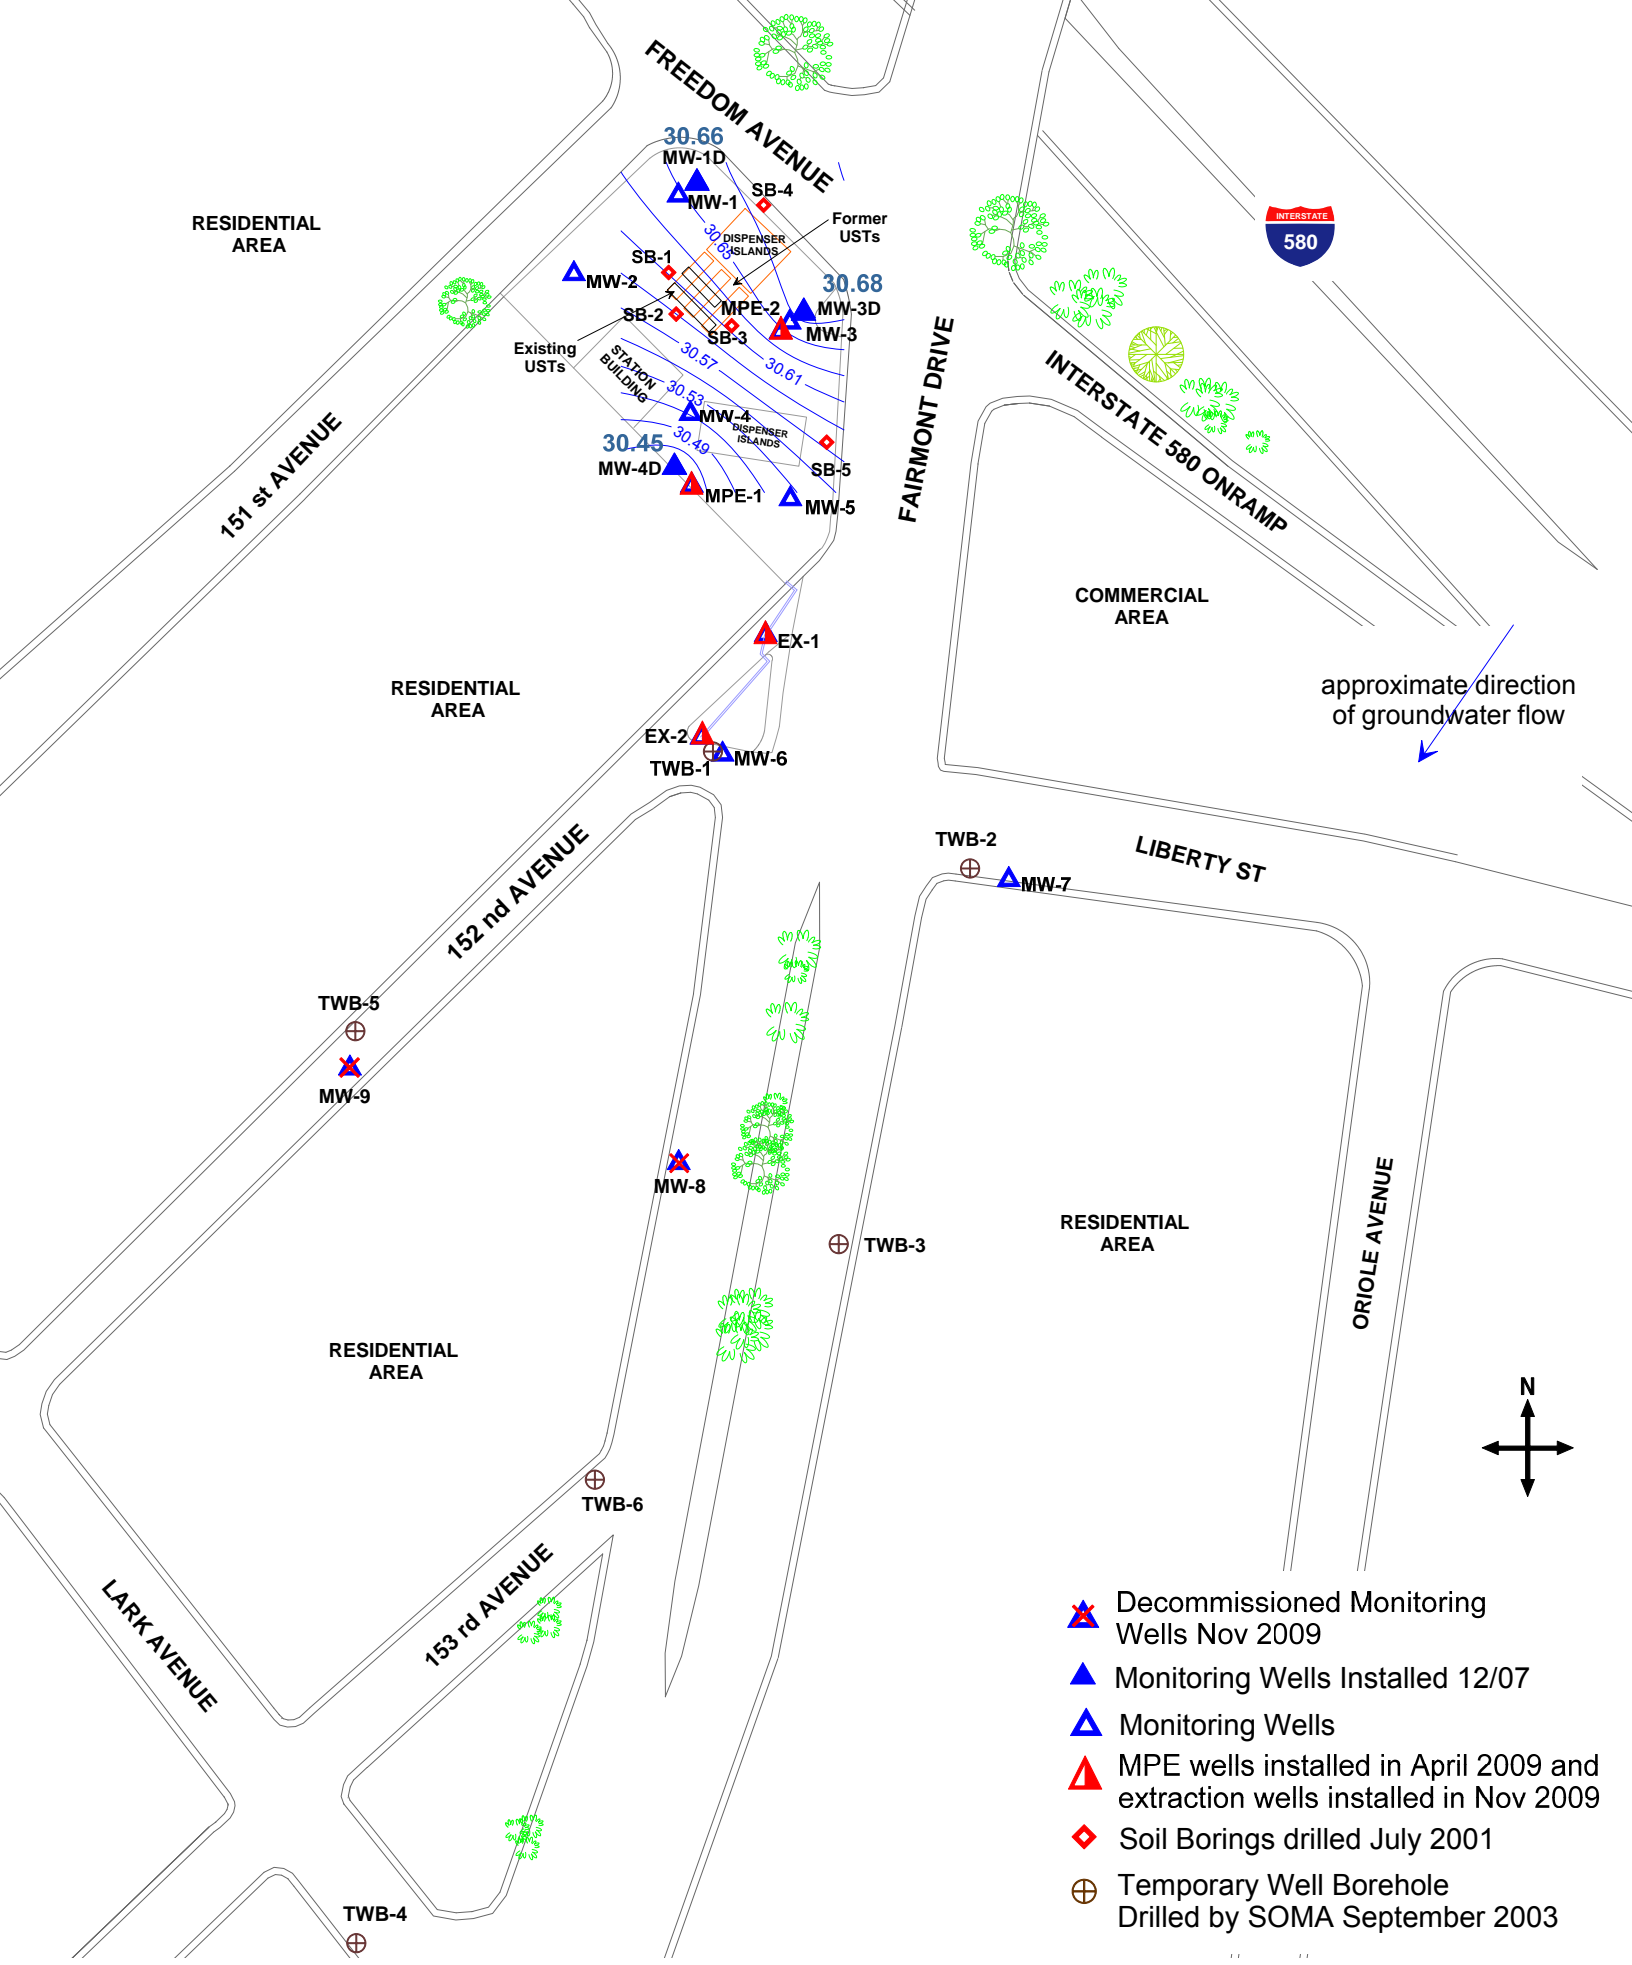 FREEDOM AVENUE
30.66
MW-1D
MW-1
SB-4
RESIDENTIAL
AREA
Former
USTs
DISPENSER
ISLANDS
30.65
INTERSTATE
580
SB-1
MW-2
30.68
MPE-2
MW-3D
SB-2
SB-3
MW-3
Existing
USTs
STATION
BUILDING
30.57
30.61
30.53
MW-4
DISPENSER
ISLANDS
30.49
30.45
MW-4D
SB-5
MPE-1
MW-5
FAIRMONT DRIVE
INTERSTATE 580 ONRAMP
151 st AVENUE
COMMERCIAL
AREA
EX-1
RESIDENTIAL
AREA
approximate direction
of groundwater flow
EX-2
MW-6
TWB-1
TWB-2
LIBERTY ST
MW-7
152 nd AVENUE
TWB-5
MW-9
MW-8
TWB-3
RESIDENTIAL
AREA
ORIOLE AVENUE
RESIDENTIAL
AREA
N
TWB-6
153 rd AVENUE
LARK AVENUE
TWB-4
Decommissioned Monitoring
Wells Nov 2009
Monitoring Wells Installed 12/07
Monitoring Wells
MPE wells installed in April 2009 and
extraction wells installed in Nov 2009
Soil Borings drilled July 2001
Temporary Well Borehole
Drilled by SOMA September 2003